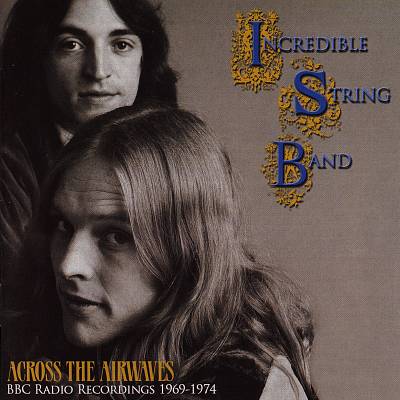 INCREDIBLE
STRING
BAND
ACROSS THE AIRWAVES
BBC RADIO RECORDINGS 1969-1974